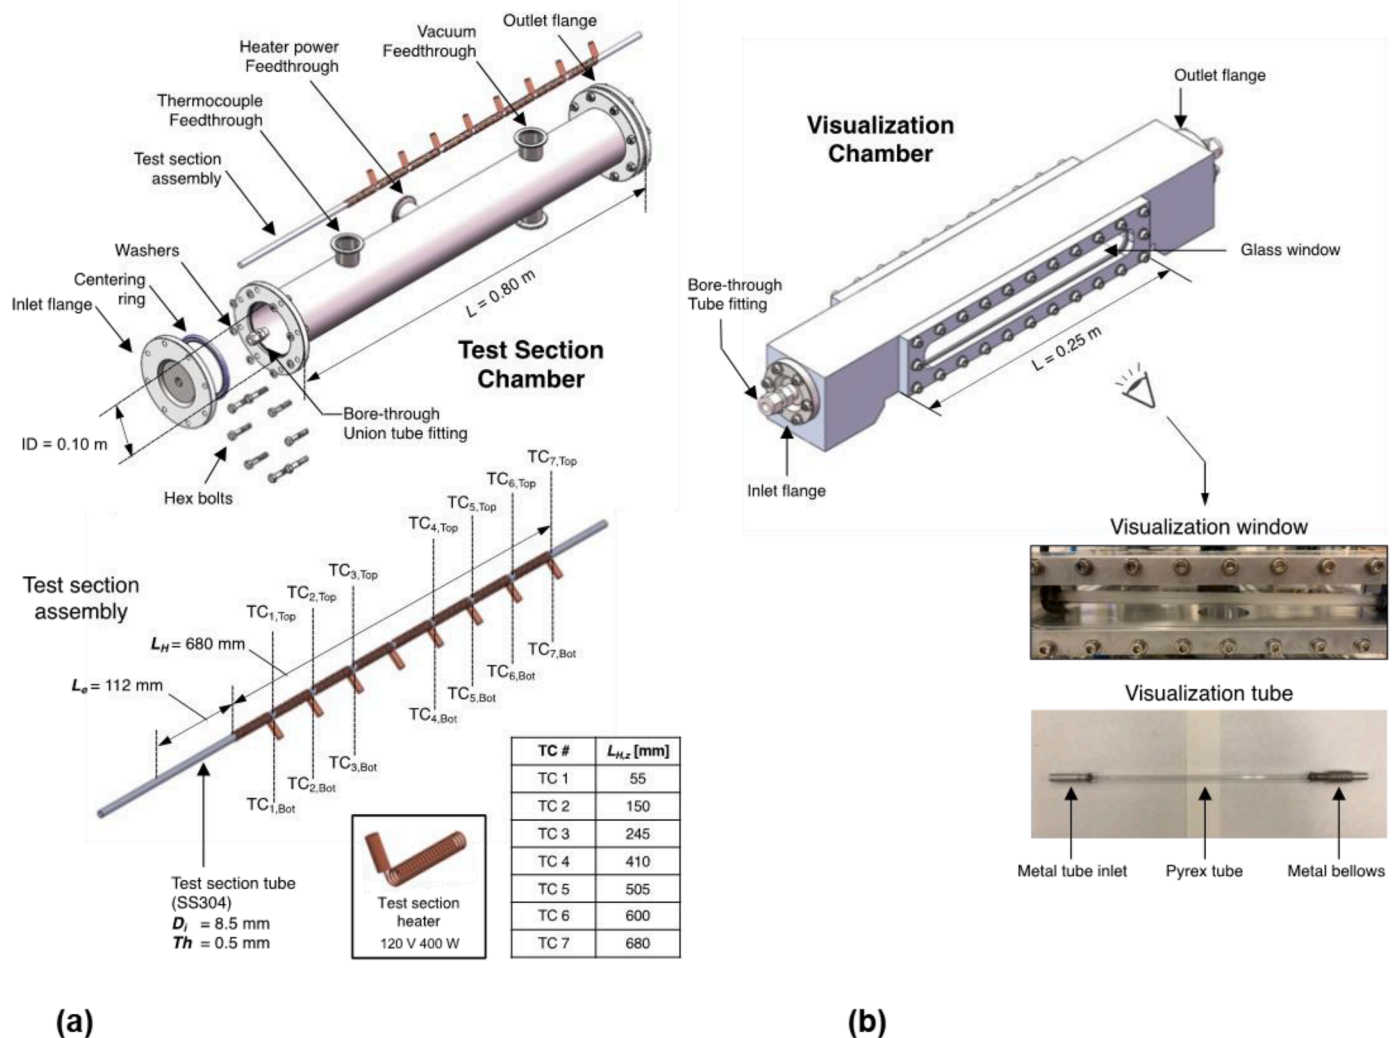 Outlet flange
Vacuum
Feedthrough
Heater power
Feedthrough
Thermocouple
Feedthrough
Test section
assembly
Washers
Centering
ring
Inlet flange
L = 0.80 m
Test Section
Chamber
Bore-through
Union tube fitting
ID = 0.10 m
Hex bolts
TC7,Top
TC6,Top
TC5,Top
TC4,Top
TC3,Top
TC2,Top
TC1,Top
Test section
assembly
LH = 680 mm
Le = 112 mm
TC7,Bot
TC6,Bot
TC5,Bot
TC4,Bot
TC3,Bot
TC2,Bot
TC1,Bot
Test section tube
(SS304)
Di = 8.5 mm
Th = 0.5 mm
Test section
heater
120 V 400 W
TC # LH,z [mm]
TC 1 55
TC 2 150
TC 3 245
TC 4 410
TC 5 505
TC 6 600
TC 7 680
(a)
Visualization
Chamber
Outlet flange
Glass window
Bore-through
Tube fitting
L = 0.25 m
Inlet flange
Visualization window
Visualization tube
Metal tube inlet Pyrex tube Metal bellows
(b)